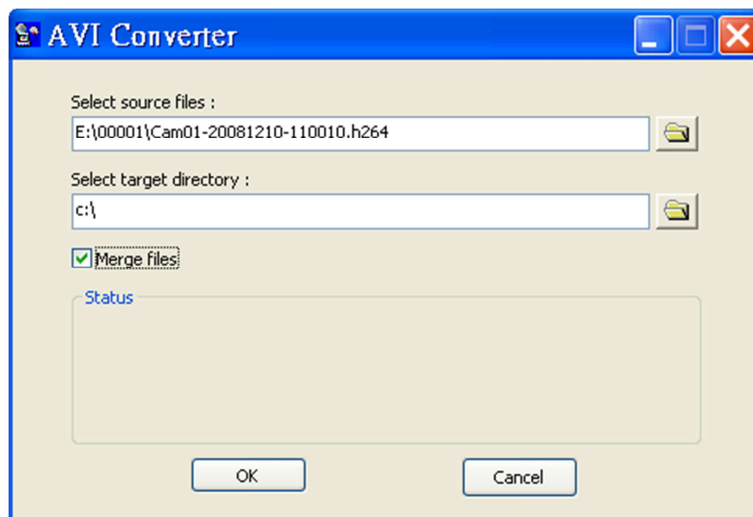 AVI Converter
Select source files :
E:\00001\Cam01-20081210-110010.h264
Select target directory :
c:\
Merge files
Status
OK
Cancel